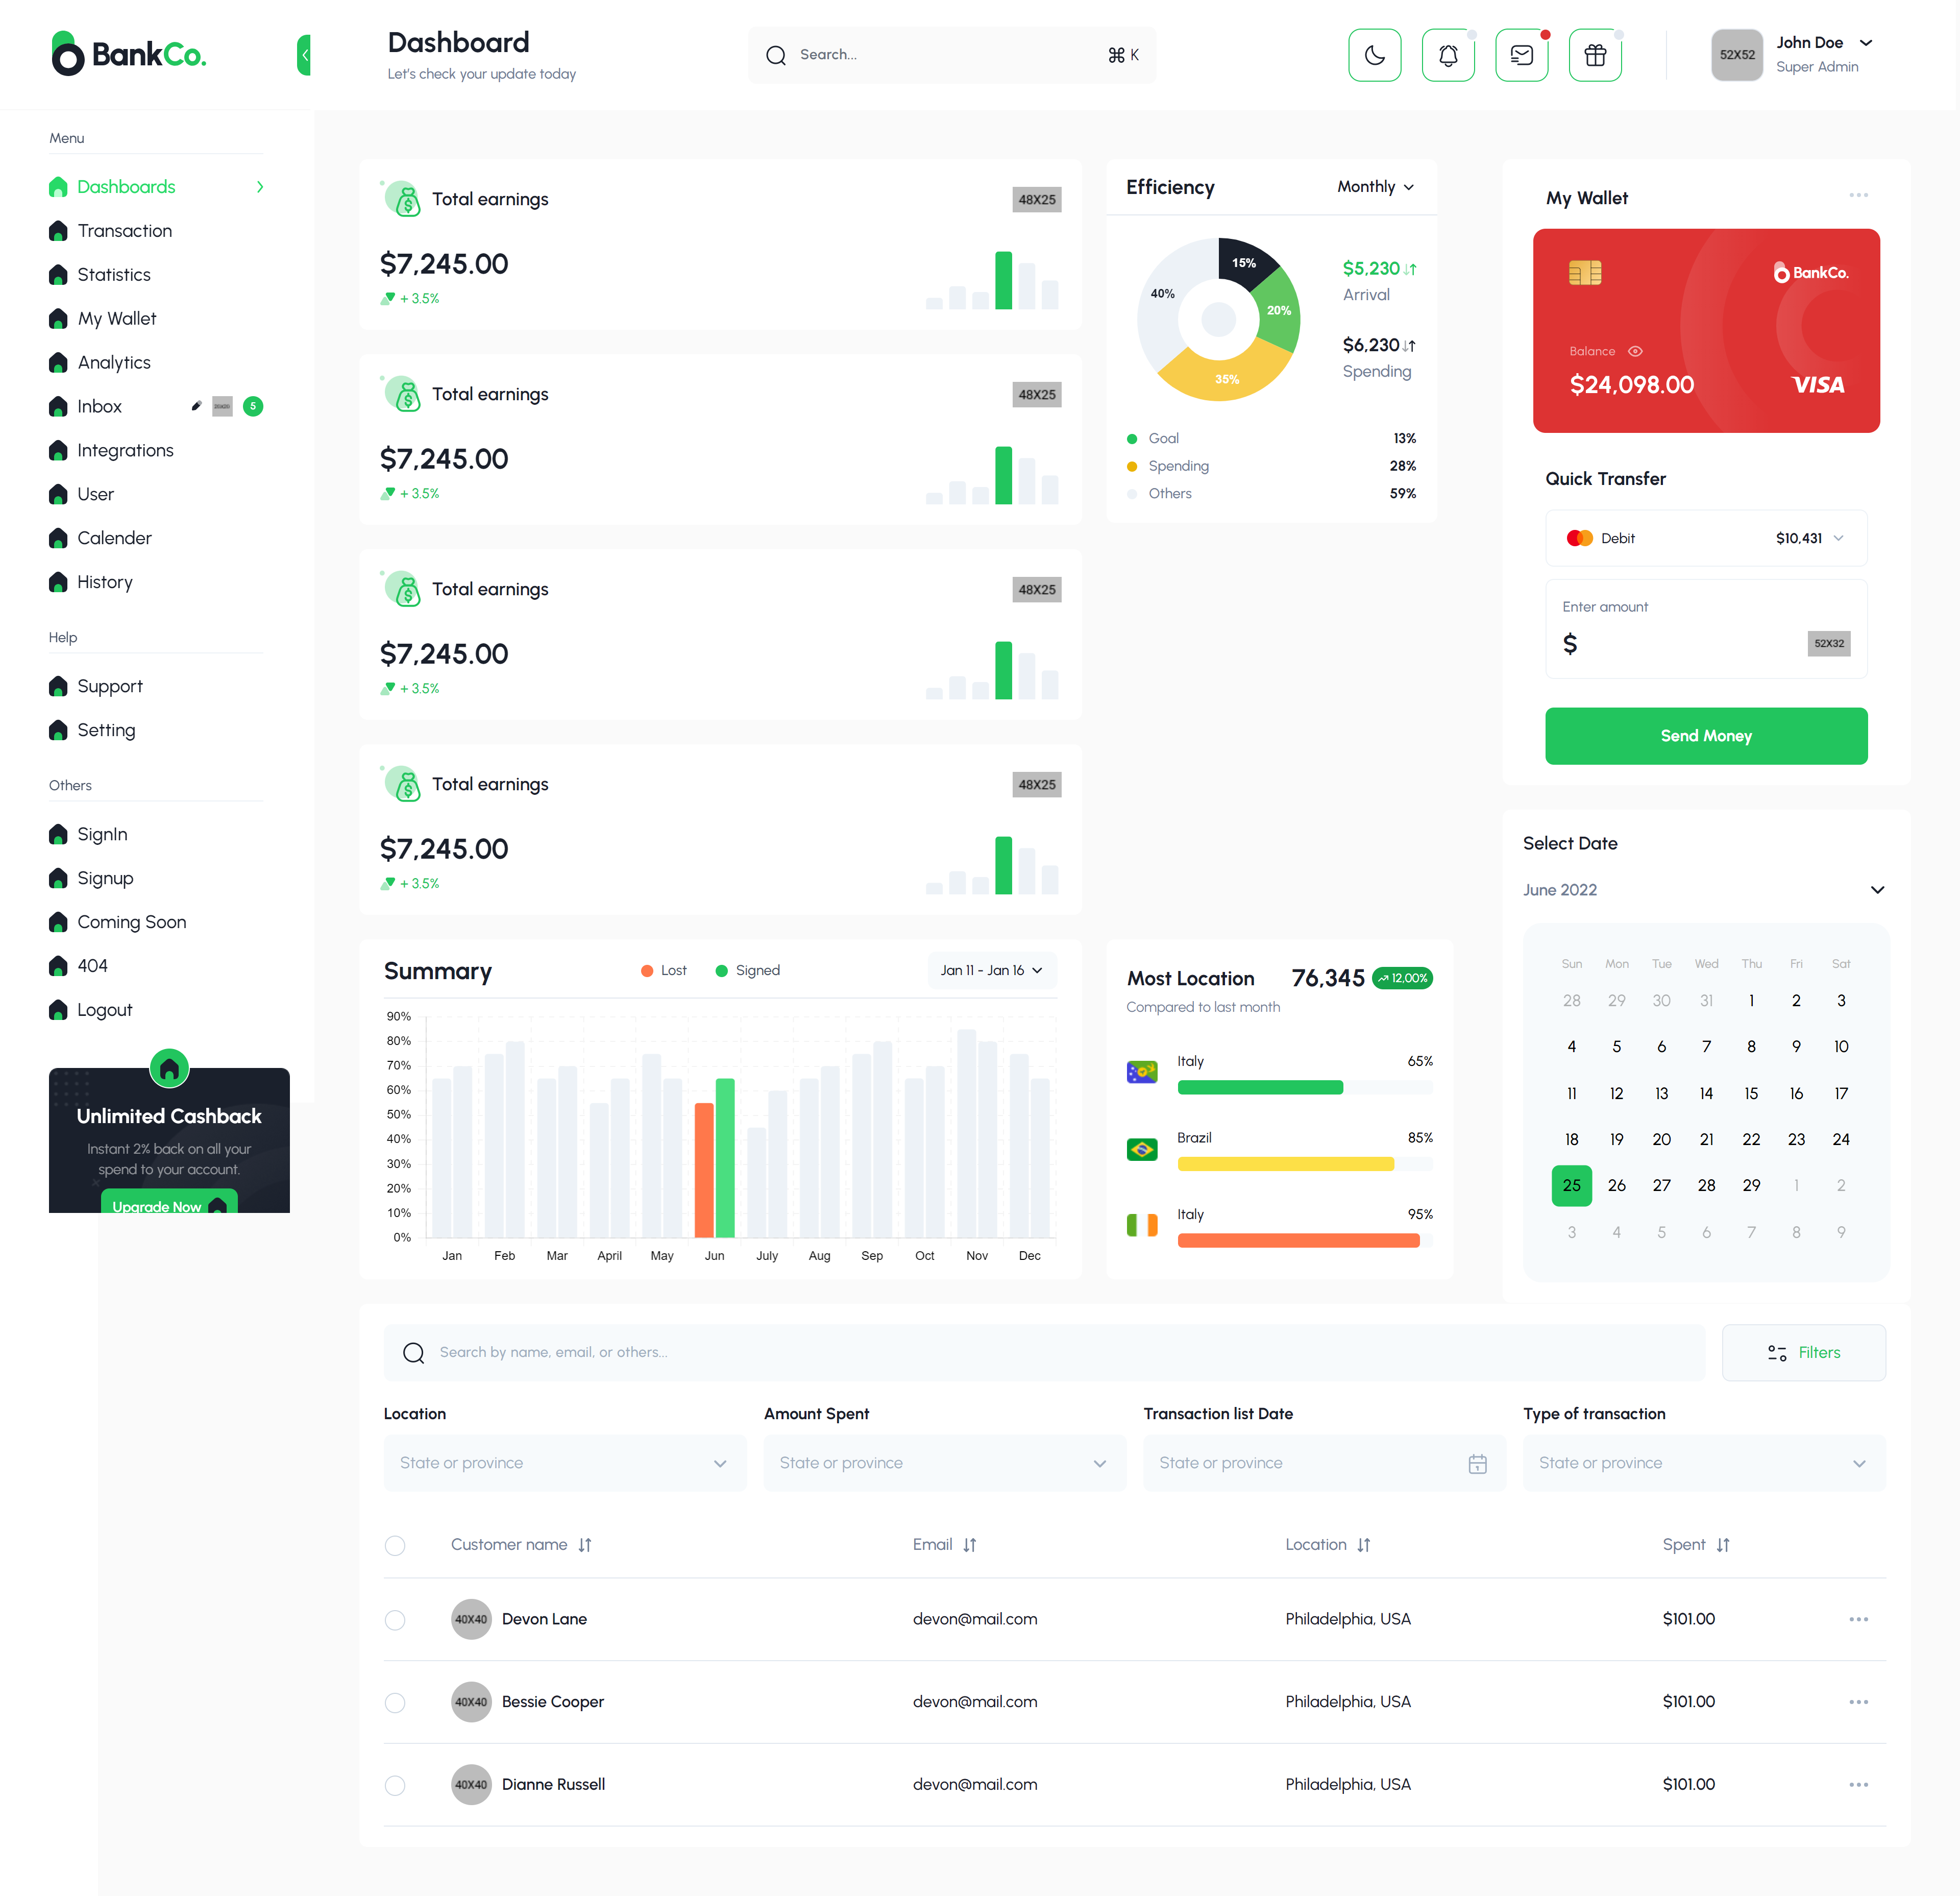 BankCo.
Dashboard
Let's check your update today
Search...
⌘ K
52X52
John Doe
Super Admin
Menu
Dashboards
Transaction
Statistics
My Wallet
Analytics
Inbox
5
Integrations
User
Calender
History
Help
Support
Setting
Others
SignIn
Signup
Coming Soon
404
Logout
Unlimited Cashback
Instant 2% back on all your
spend to your account.
Upgrade Now
Total earnings
48X25
$7,245.00
+ 3.5%
Total earnings
48X25
$7,245.00
+ 3.5%
Total earnings
48X25
$7,245.00
+ 3.5%
Total earnings
48X25
$7,245.00
+ 3.5%
Efficiency
Monthly
15%
20%
35%
40%
$5,230
Arrival
$6,230
Spending
Goal 13%
Spending 28%
Others 59%
My Wallet
BankCo.
Balance
$24,098.00
VISA
Quick Transfer
Debit $10,431
Enter amount
$
52X32
Send Money
Select Date
June 2022
Sun Mon Tue Wed Thu Fri Sat
28 29 30 31 1 2 3
4 5 6 7 8 9 10
11 12 13 14 15 16 17
18 19 20 21 22 23 24
25 26 27 28 29 1 2
3 4 5 6 7 8 9
Summary
Lost
Signed
Jan 11 - Jan 16
90%
80%
70%
60%
50%
40%
30%
20%
10%
0%
Jan Feb Mar April May Jun July Aug Sep Oct Nov Dec
Most Location
76,345
12,00%
Compared to last month
Italy 65%
Brazil 85%
Italy 95%
Search by name, email, or others...
Filters
Location Amount Spent Transaction list Date Type of transaction
State or province State or province State or province State or province
Customer name Email Location Spent
40X40 Devon Lane devon@mail.com Philadelphia, USA $101.00
40X40 Bessie Cooper devon@mail.com Philadelphia, USA $101.00
40X40 Dianne Russell devon@mail.com Philadelphia, USA $101.00